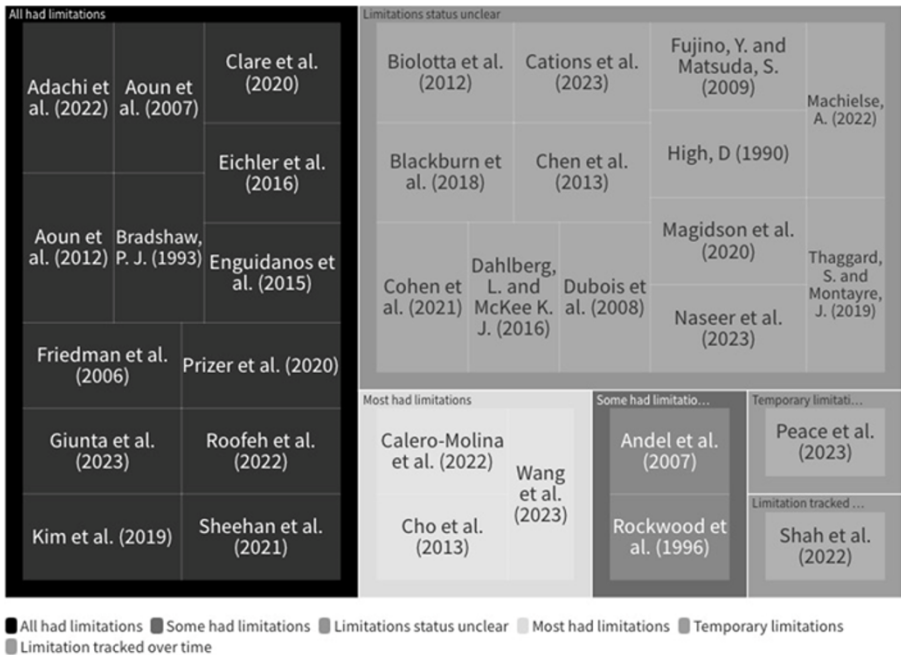 All had limitations
Adachi et
al. (2022)
Aoun et
al. (2007)
Clare et al.
(2020)
Eichler et al.
(2016)
Aoun et
al. (2012)
Bradshaw,
P. J. (1993)
Enguidanos et
al. (2015)
Friedman et al.
(2006)
Prizer et al. (2020)
Giunta et al.
(2023)
Roofeh et al.
(2022)
Kim et al. (2019)
Sheehan et al.
(2021)
Limitations status unclear
Biolotta et al.
(2012)
Cations et al.
(2023)
Fujino, Y. and
Matsuda, S.
(2009)
Machielse,
A. (2022)
Blackburn et
al. (2018)
Chen et al.
(2013)
High, D (1990)
Cohen et
al. (2021)
Dahlberg,
L. and
McKee K.
J. (2016)
Dubois et
al. (2008)
Magidson et al.
(2020)
Naseer et al.
(2023)
Thaggard,
S. and
Montayre,
J. (2019)
Most had limitations
Calero-Molina
et al. (2022)
Cho et al.
(2013)
Wang
et al.
(2023)
Some had limitatio...
Andel et al.
(2007)
Rockwood et
al. (1996)
Temporary limitati...
Peace et al.
(2023)
Limitation tracked ...
Shah et al.
(2022)
All had limitations
Some had limitations
Limitations status unclear
Most had limitations
Temporary limitations
Limitation tracked over time